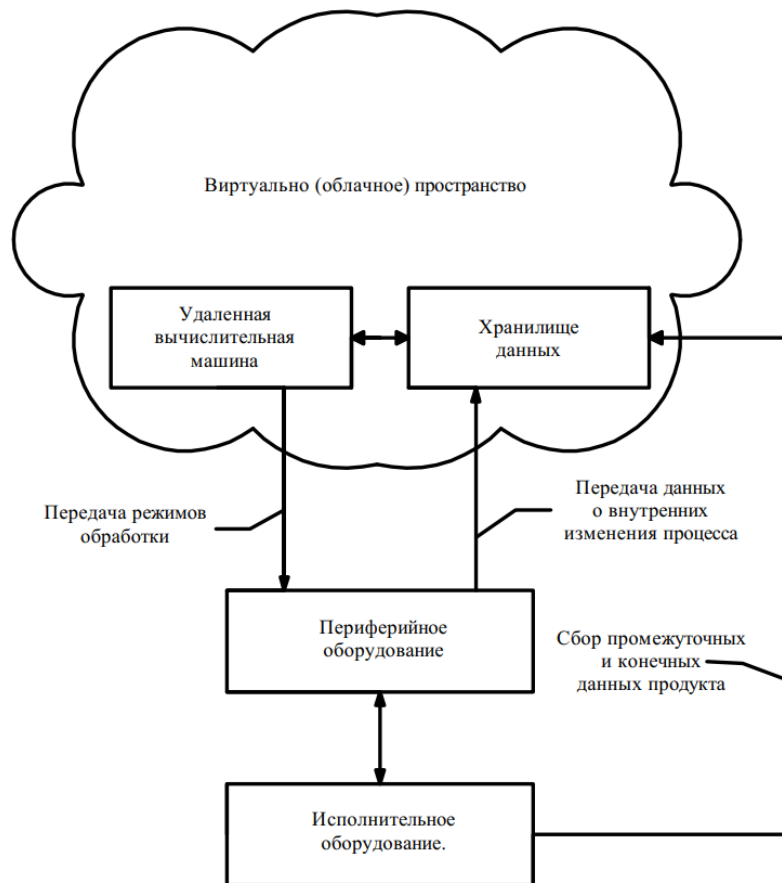 Виртуально (облачное) пространство
Удаленная
вычислительная
машина
Хранилище
данных
Передача режимов
обработки
Передача данных
о внутренних
изменения процесса
Периферийное
оборудование
Сбор промежуточных
и конечных
данных продукта
Исполнительное
оборудование.